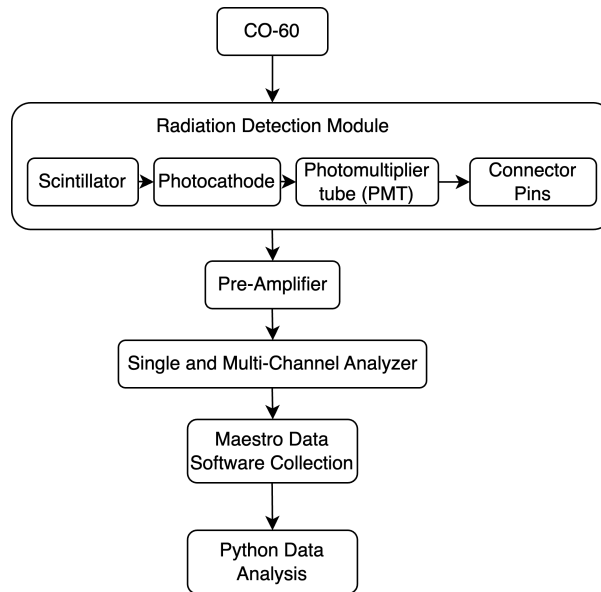 CO-60
Radiation Detection Module
Scintillator
Photocathode
Photomultiplier
tube (PMT)
Connector
Pins
Pre-Amplifier
Single and Multi-Channel Analyzer
Maestro Data
Software Collection
Python Data
Analysis